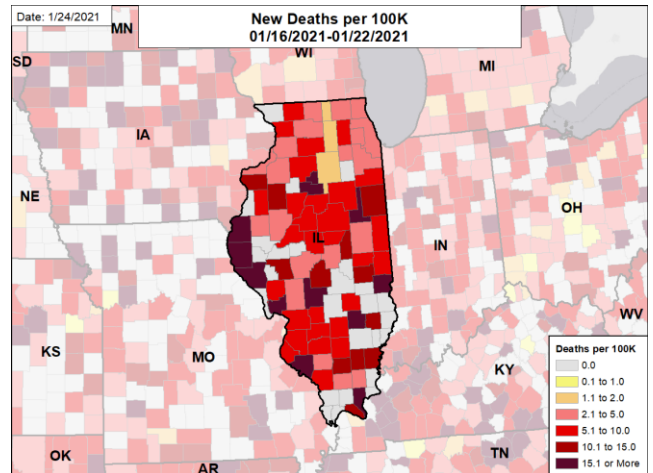 Date: 1/24/2021
New Deaths per 100K
01/16/2021-01/22/2021
MN
SD
WI
MI
IA
NE
OH
IL
IN
WV
KS
MO
KY
OK
AR
TN
Deaths per 100K
0.0
0.1 to 1.0
1.1 to 2.0
2.1 to 5.0
5.1 to 10.0
10.1 to 15.0
15.1 or More